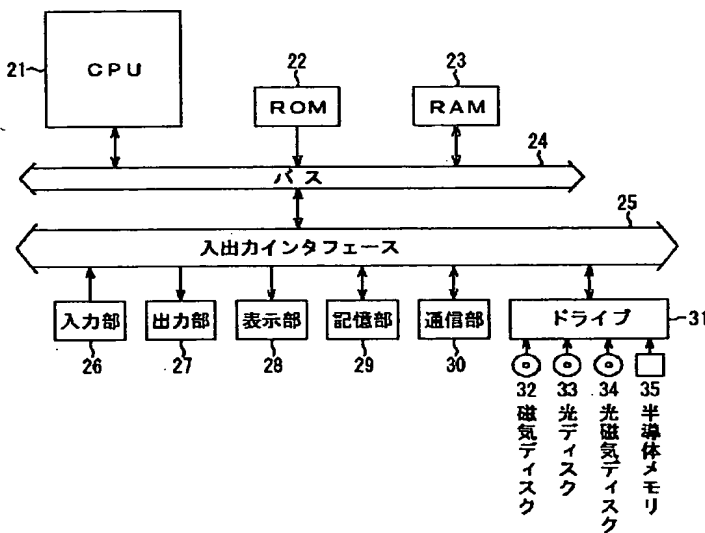 21
CPU
22
ROM
23
RAM
24
バス
25
入出力インタフェース
入力部
出力部
表示部
記憶部
通信部
ドライブ
31
26
27
28
29
30
32
33
34
35
磁気ディスク
光ディスク
光磁気ディスク
半導体メモリ